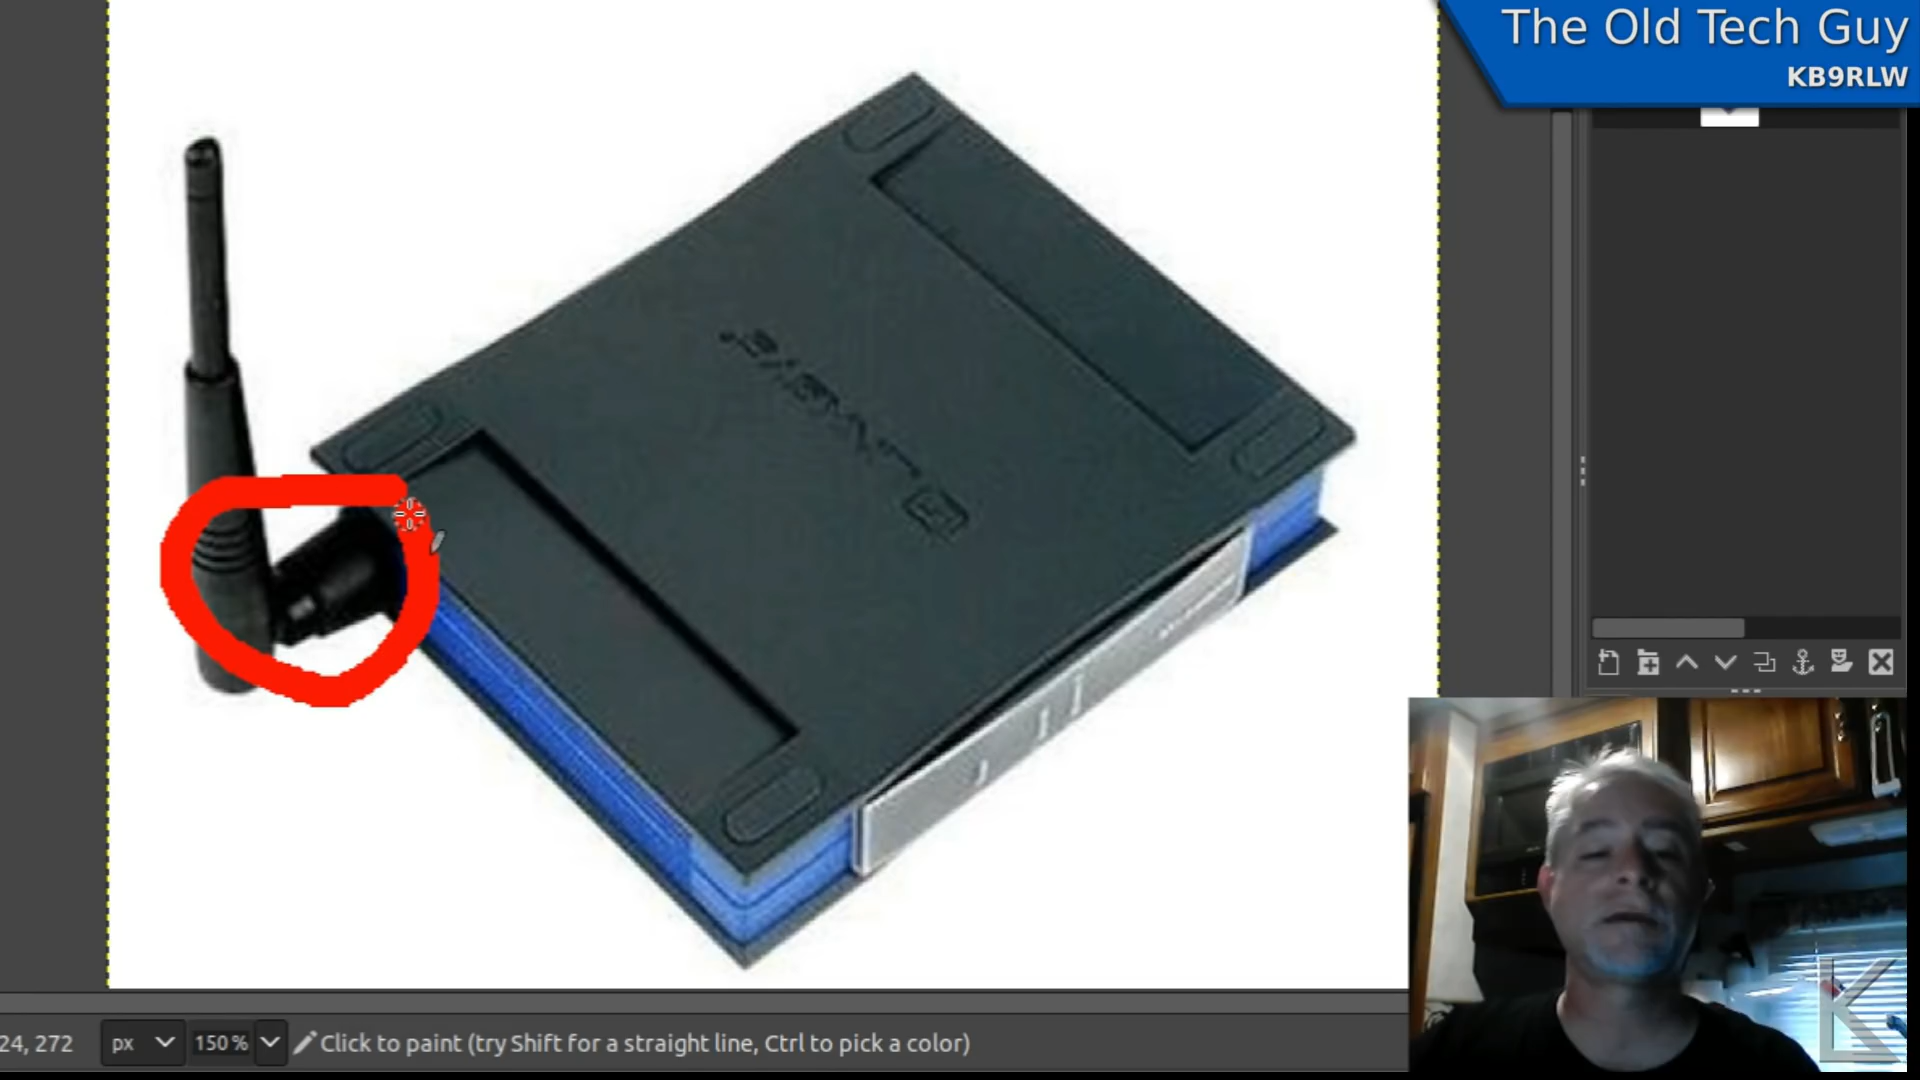 The Old Tech Guy
KB9RLW
24, 272
px
150%
Click to paint (try Shift for a straight line, Ctrl to pick a color)